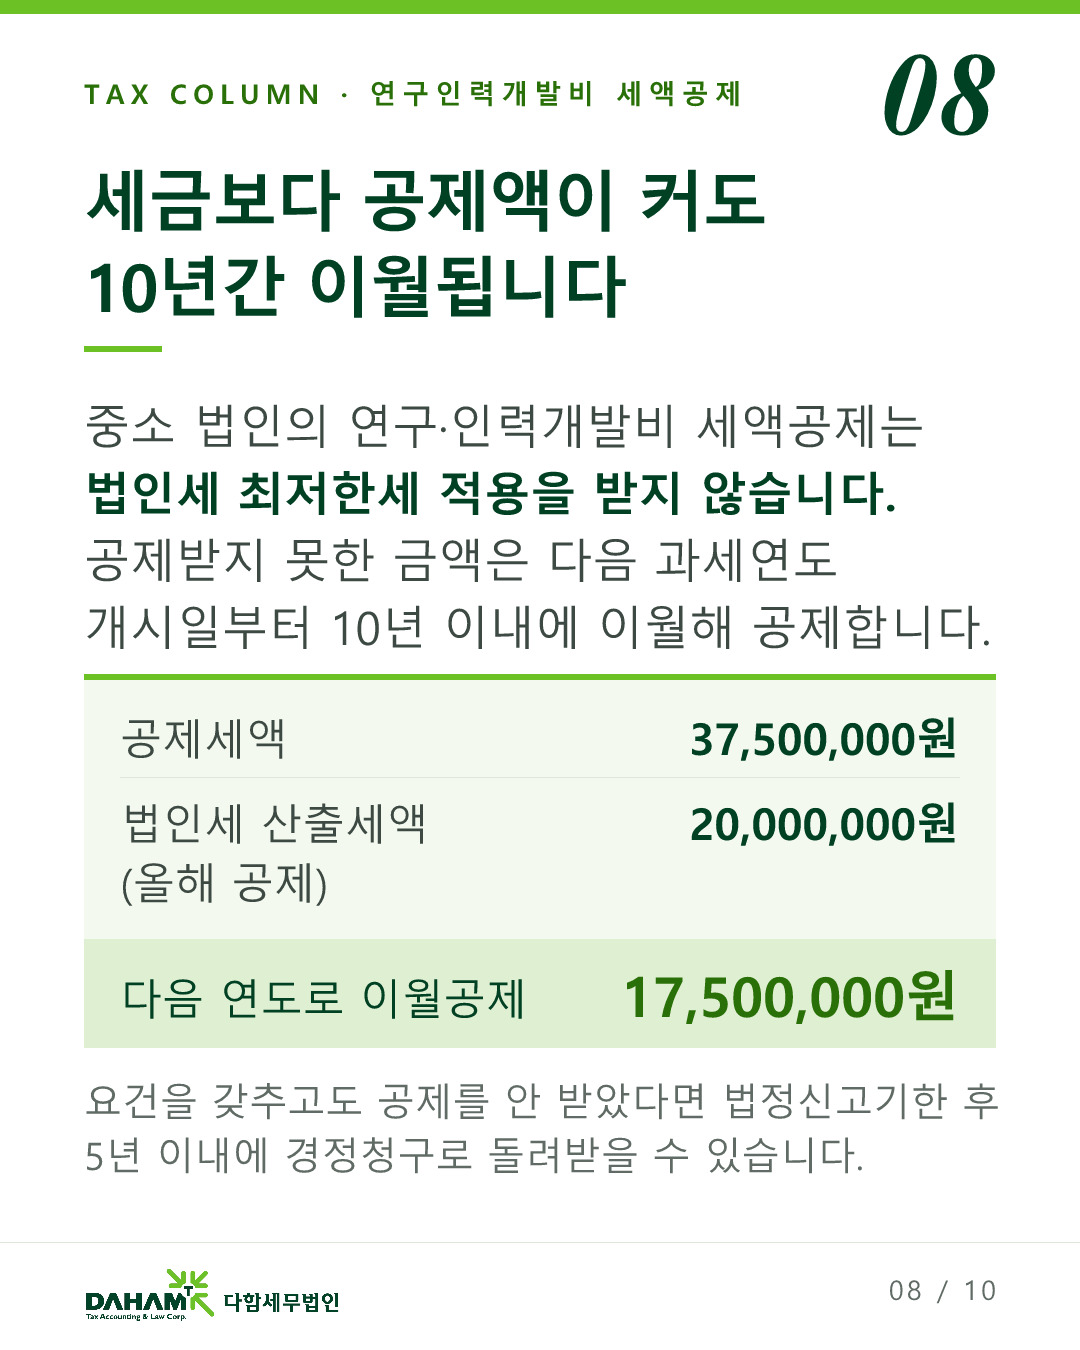 TAX COLUMN · 연구인력개발비 세액공제
08
세금보다 공제액이 커도
10년간 이월됩니다
중소 법인의 연구·인력개발비 세액공제는
법인세 최저한세 적용을 받지 않습니다.
공제받지 못한 금액은 다음 과세연도
개시일부터 10년 이내에 이월해 공제합니다.
공제세액 37,500,000원
법인세 산출세액 20,000,000원
(올해 공제)
다음 연도로 이월공제 17,500,000원
요건을 갖추고도 공제를 안 받았다면 법정신고기한 후
5년 이내에 경정청구로 돌려받을 수 있습니다.
DAHAM T 다함세무법인
Tax Accounting & Law Corp.
08 / 10